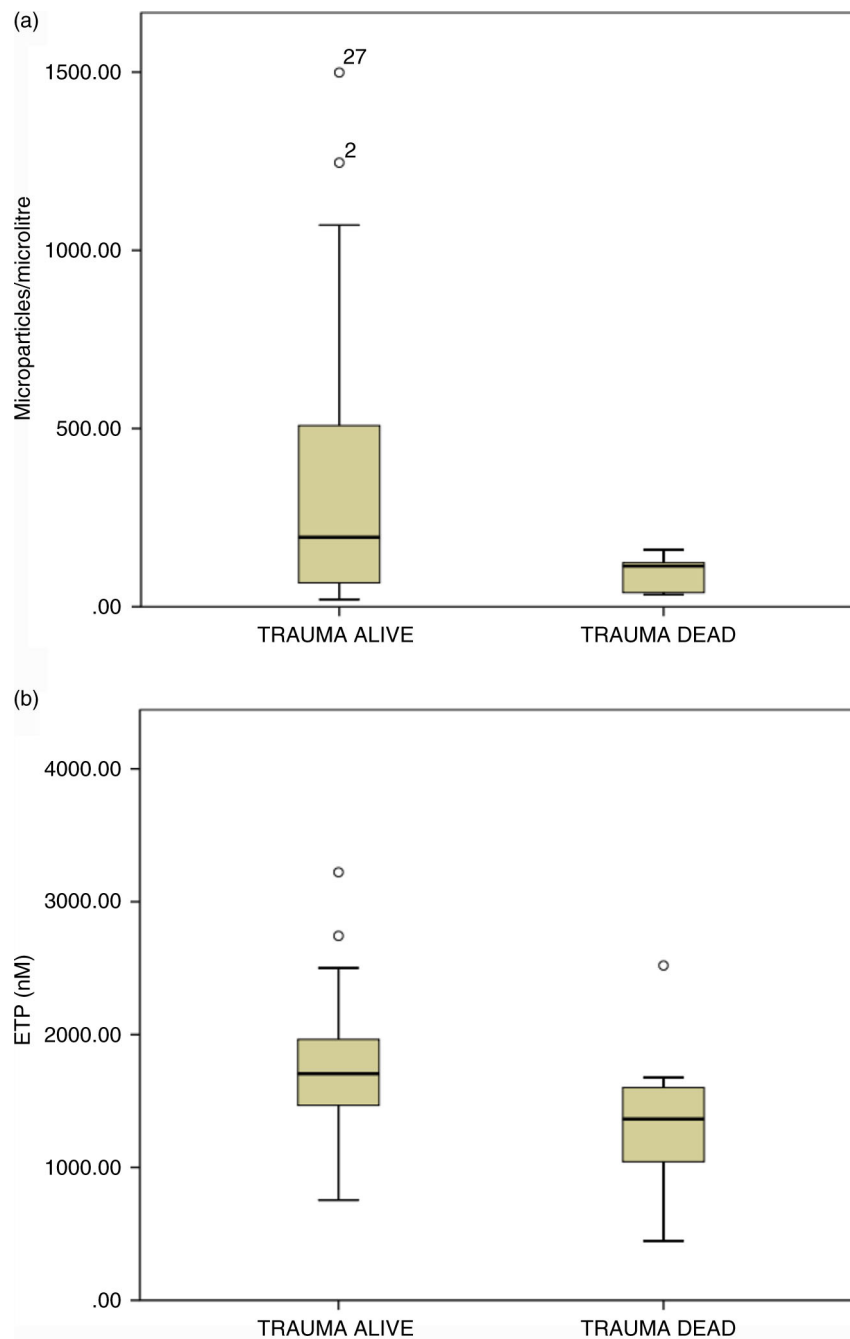 (a)
27
1500.00
2
1000.00
500.00
.00
Microparticles/microlitre
TRAUMA ALIVE
TRAUMA DEAD
(b)
4000.00
3000.00
2000.00
1000.00
.00
ETP (nM)
TRAUMA ALIVE
TRAUMA DEAD